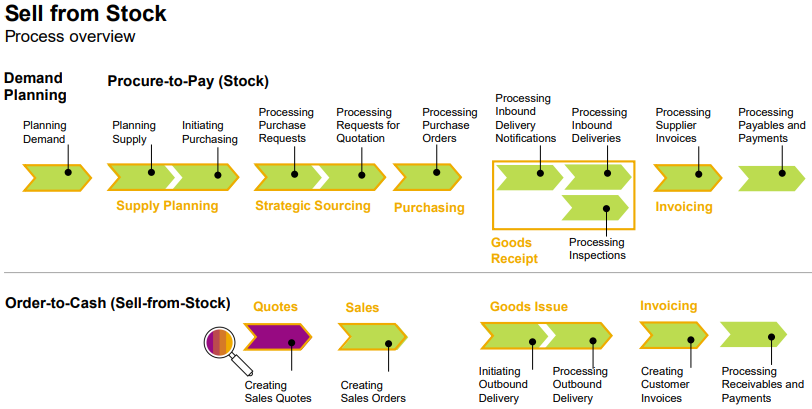 Sell from Stock
Process overview
Demand
Planning
Procure-to-Pay (Stock)
Planning
Demand
Planning
Supply
Initiating
Purchasing
Processing
Purchase
Requests
Processing
Requests for
Quotation
Processing
Purchase
Orders
Processing
Inbound
Delivery
Notifications
Processing
Inbound
Deliveries
Processing
Supplier
Invoices
Processing
Payables and
Payments
Supply Planning
Strategic Sourcing
Purchasing
Goods
Receipt
Processing
Inspections
Invoicing
Order-to-Cash (Sell-from-Stock)
Quotes
Sales
Goods Issue
Invoicing
Creating
Sales Quotes
Creating
Sales Orders
Initiating
Outbound
Delivery
Processing
Outbound
Delivery
Creating
Customer
Invoices
Processing
Receivables and
Payments